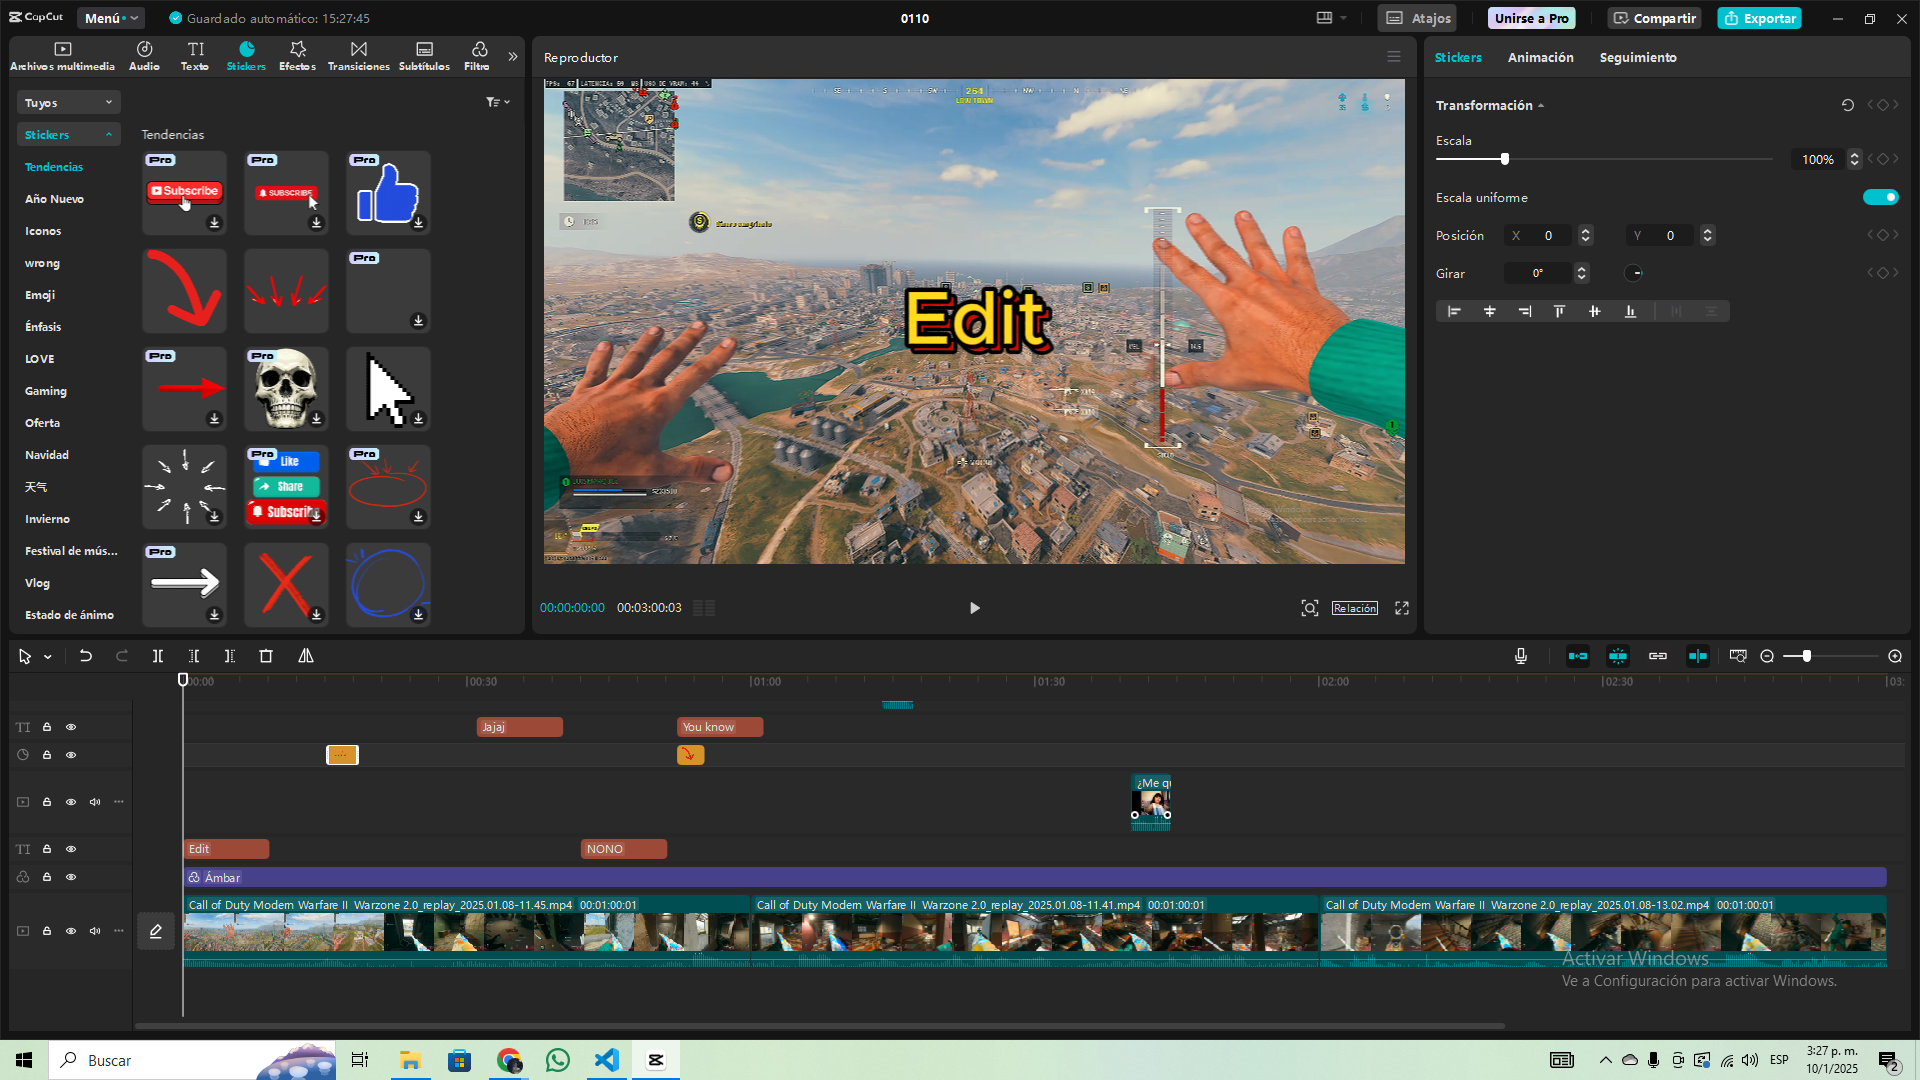 CapCut
Menú
Guardado automático: 15:27:45
0110
Atajos
Unirse a Pro
Compartir
Exportar
Archivos multimedia
Audio
Texto
Stickers
Efectos
Transiciones
Subtítulos
Filtro
Reproductor
Stickers
Animación
Seguimiento
Tuyos
Stickers
Tendencias
Año Nuevo
Iconos
wrong
Emoji
Énfasis
LOVE
Gaming
Oferta
Navidad
天气
Invierno
Festival de mús...
Vlog
Estado de ánimo
Tendencias
Pro
Subscribe
Pro
SUBSCRIBE
Pro
Pro
Pro
Pro
Pro
Like
Share
Subscribe
Pro
Pro
264
Edit
Transformación
Escala
100%
Escala uniforme
Posición
X 0
Y 0
Girar
0°
00:00:00:00
00:03:00:03
Relación
00:00
00:30
01:00
01:30
02:00
02:30
03:
Jajaj
You know
¿Me q
Edit
NONO
Ámbar
Call of Duty Modern Warfare II Warzone 2.0_replay_2025.01.08-11.45.mp4 00:01:00:01
Call of Duty Modern Warfare II Warzone 2.0_replay_2025.01.08-11.41.mp4 00:01:00:01
Call of Duty Modern Warfare II Warzone 2.0_replay_2025.01.08-13.02.mp4 00:01:00:01
Activar Windows
Ve a Configuración para activar Windows.
Buscar
ESP
3:27 p. m.
10/1/2025
2